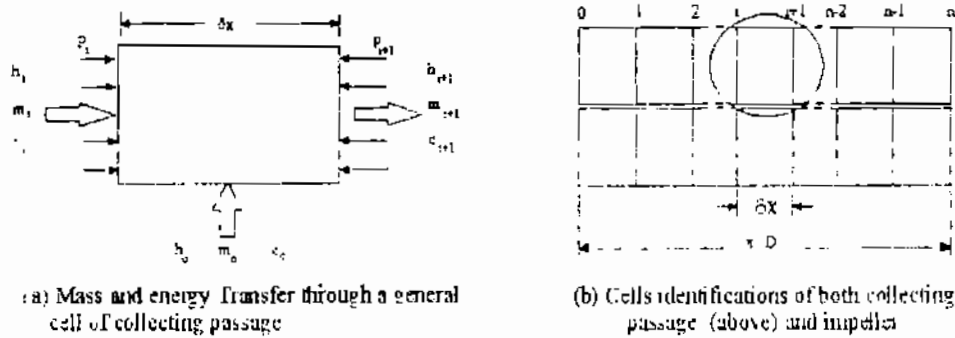 δx
0 1 2 i i+1 n-2 n-1 n
P_i P_i+1
h_i h_i+1
m_i m_i+1
c_i+1
h_o m_o c_o
δX
π D
(a) Mass and energy Transfer through a general
cell of collecting passage
(b) Cells identifications of both collecting
passage (above) and impeller